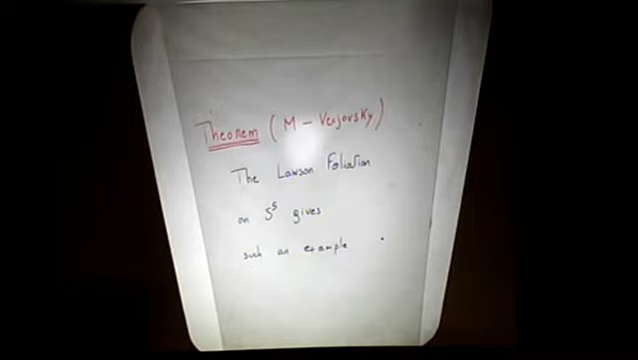 Theorem (M - Verjovsky)
The Lawson Foliation
on S⁵ gives
such an example.